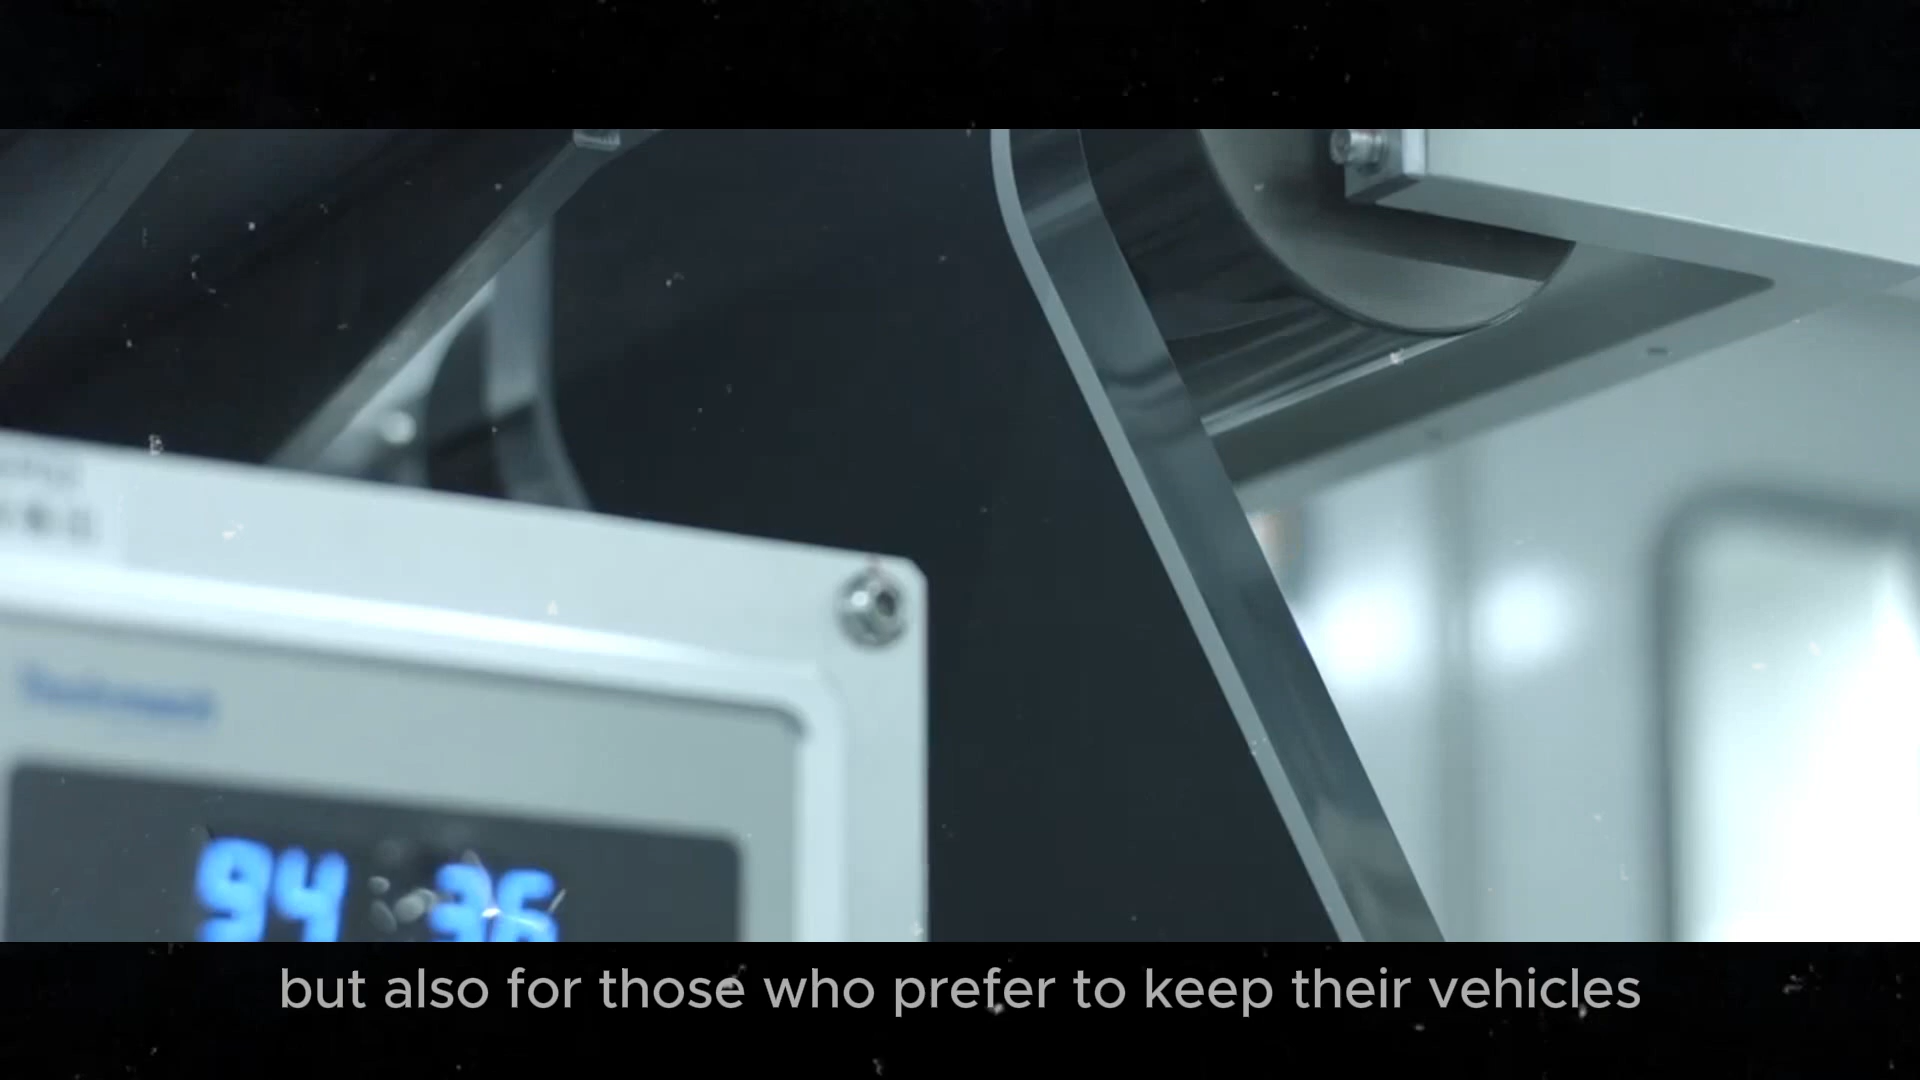 94 36
but also for those who prefer to keep their vehicles